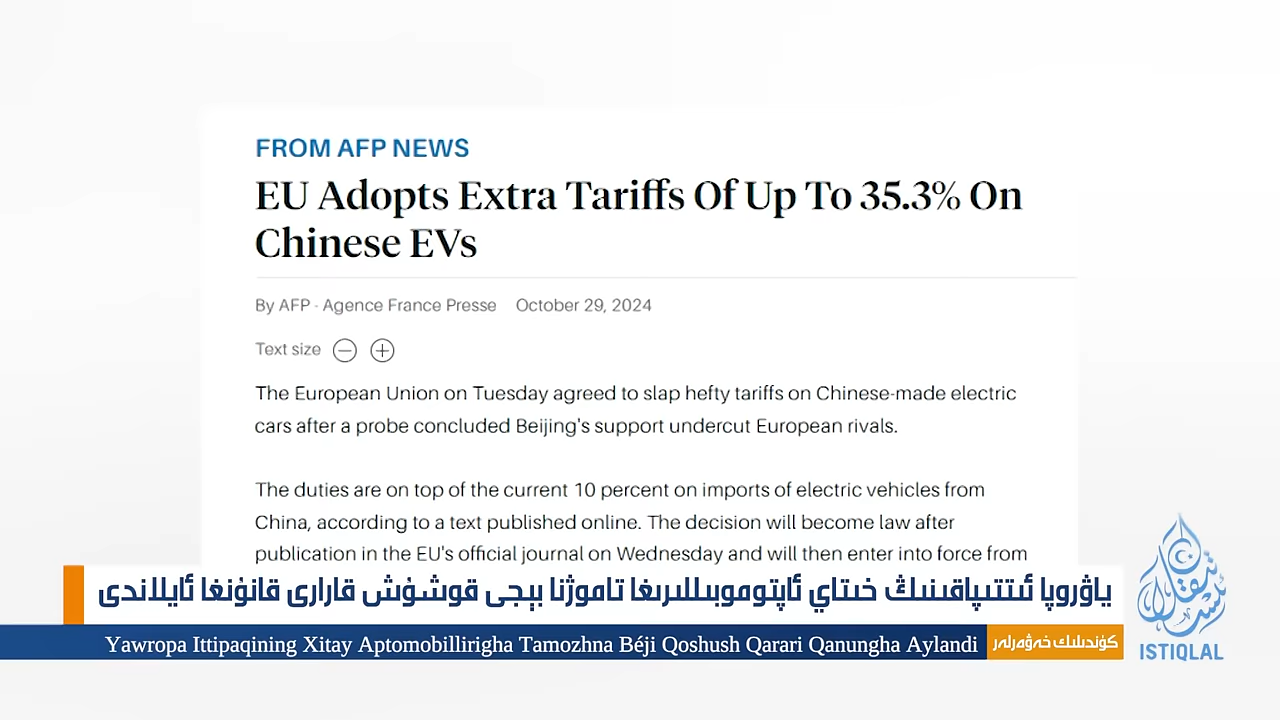 FROM AFP NEWS
EU Adopts Extra Tariffs Of Up To 35.3% On
Chinese EVs
By AFP - Agence France Presse October 29, 2024
Text size
The European Union on Tuesday agreed to slap hefty tariffs on Chinese-made electric
cars after a probe concluded Beijing's support undercut European rivals.
The duties are on top of the current 10 percent on imports of electric vehicles from
China, according to a text published online. The decision will become law after
publication in the EU's official journal on Wednesday and will then enter into force from
ياۋروپا ئىتتىپاقىنىڭ خىتاي ئاپتوموبىللىرىغا تاموژنا بېجى قوشۇش قارارى قانۇنغا ئايلاندى
Yawropa Ittipaqining Xitay Aptomobillirigha Tamozhna Béji Qoshush Qarari Qanungha Aylandi
كۈندىلىك خەۋەرلەر
ئىستىقلال
ISTIQLAL